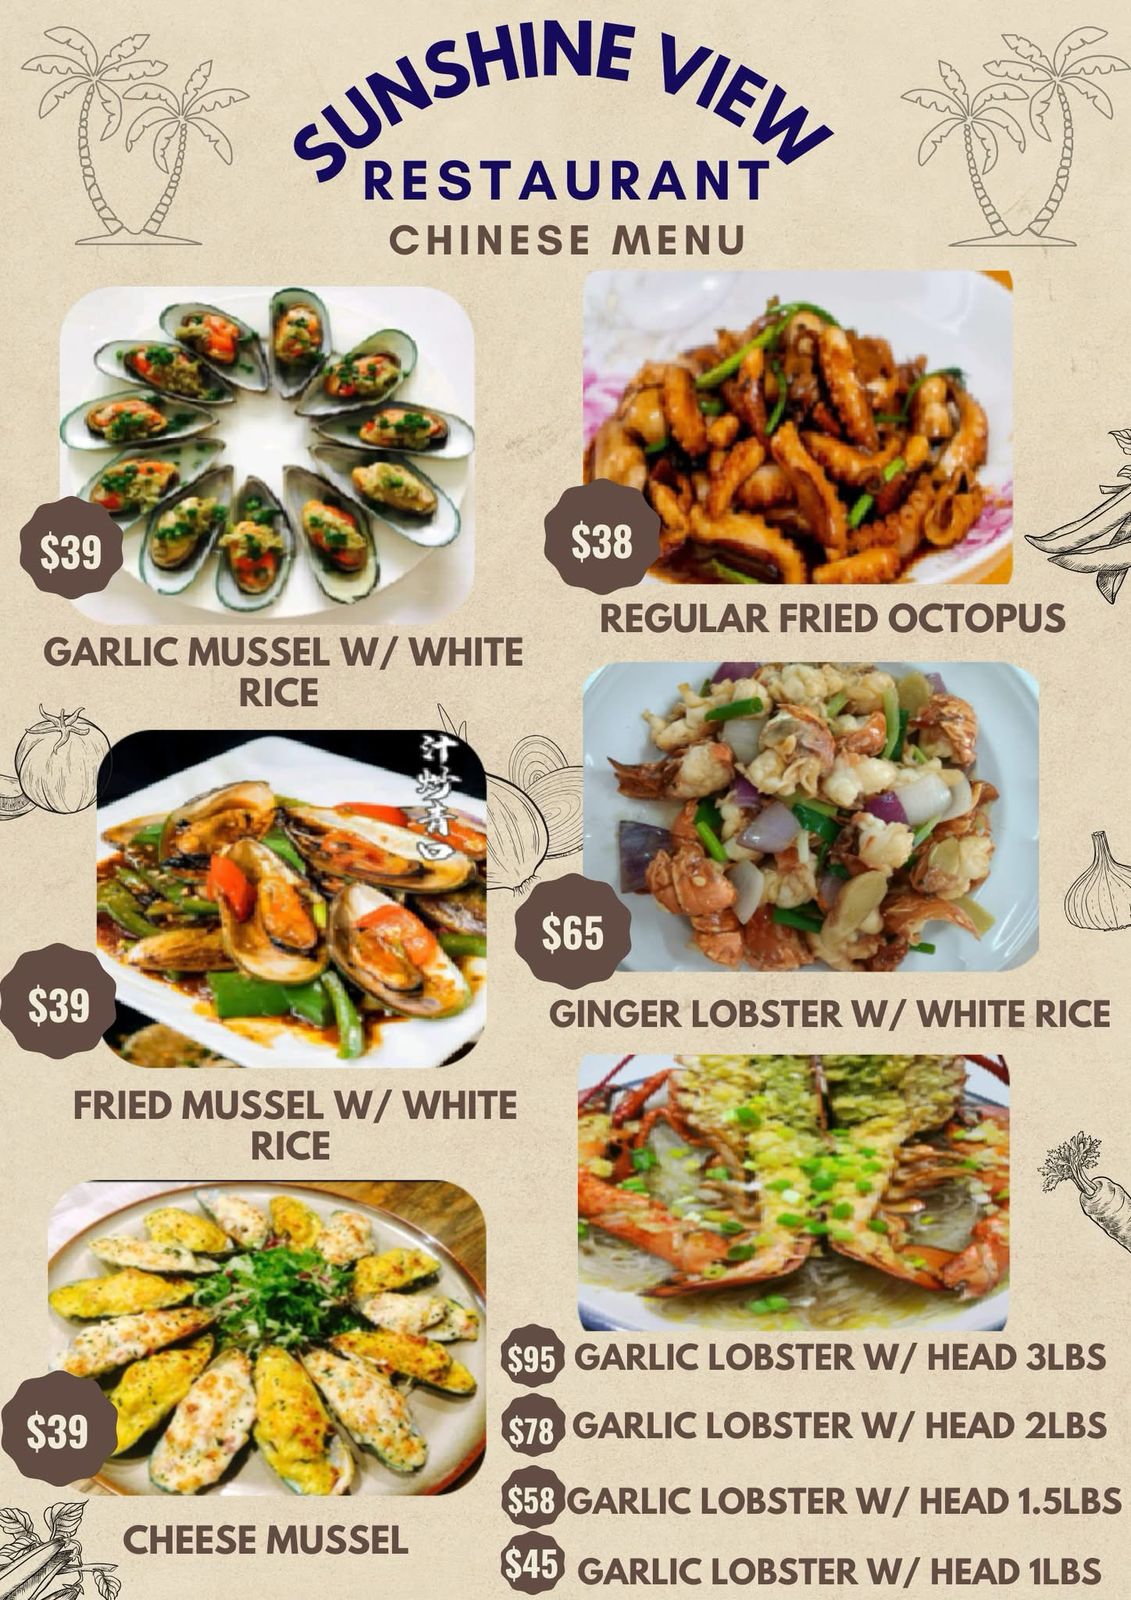 SUNSHINE VIEW
RESTAURANT
CHINESE MENU
$39
GARLIC MUSSEL W/ WHITE
RICE
$38
REGULAR FRIED OCTOPUS
汁炒青口
$39
FRIED MUSSEL W/ WHITE
RICE
$65
GINGER LOBSTER W/ WHITE RICE
$39
CHEESE MUSSEL
$95 GARLIC LOBSTER W/ HEAD 3LBS
$78 GARLIC LOBSTER W/ HEAD 2LBS
$58 GARLIC LOBSTER W/ HEAD 1.5LBS
$45 GARLIC LOBSTER W/ HEAD 1LBS